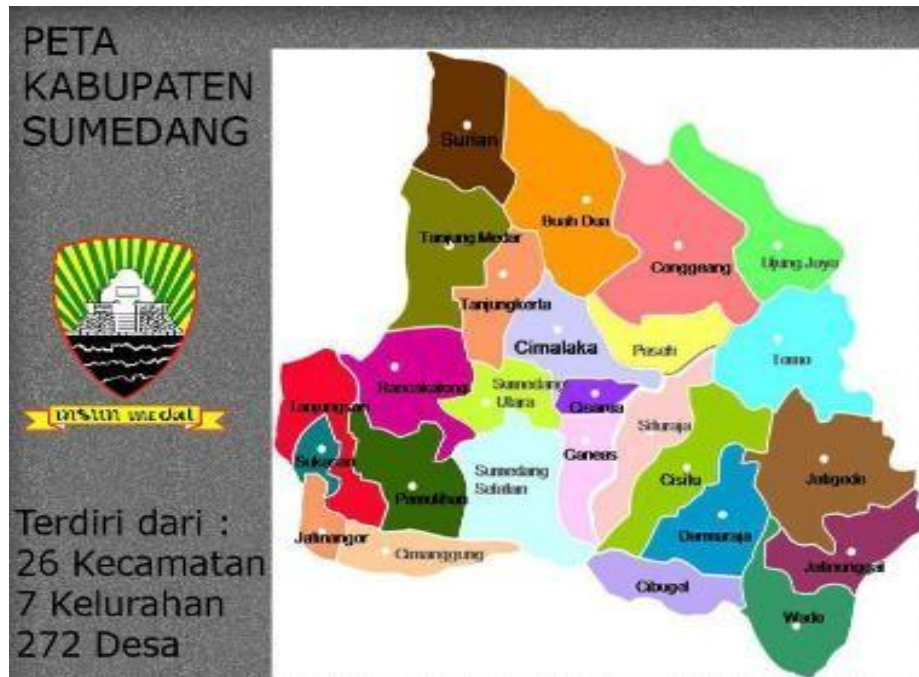 PETA
KABUPATEN
SUMEDANG
Surian
Buah Dua
Tanjung Medar
Conggeang
Ujung Jaya
Tanjungkerta
Cimalaka
Paseh
Tomo
Rancakalong
Sumedang
Utara
Cisarua
Tanjungsari
Situraja
Sukasari
Pamulihan
Sumedang
Selatan
Ganeas
Cisitu
Jatigede
Jatinangor
Cimanggung
Darmaraja
Jatinunggal
Cibugel
Wado
Terdiri dari :
26 Kecamatan
7 Kelurahan
272 Desa